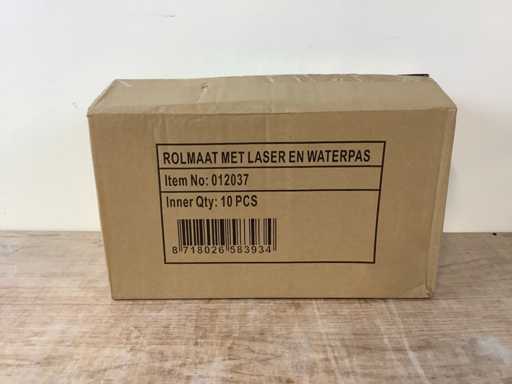 ROLMAAT MET LASER EN WATERPAS
Item No: 012037
Inner Qty: 10 PCS
8 718026 583934